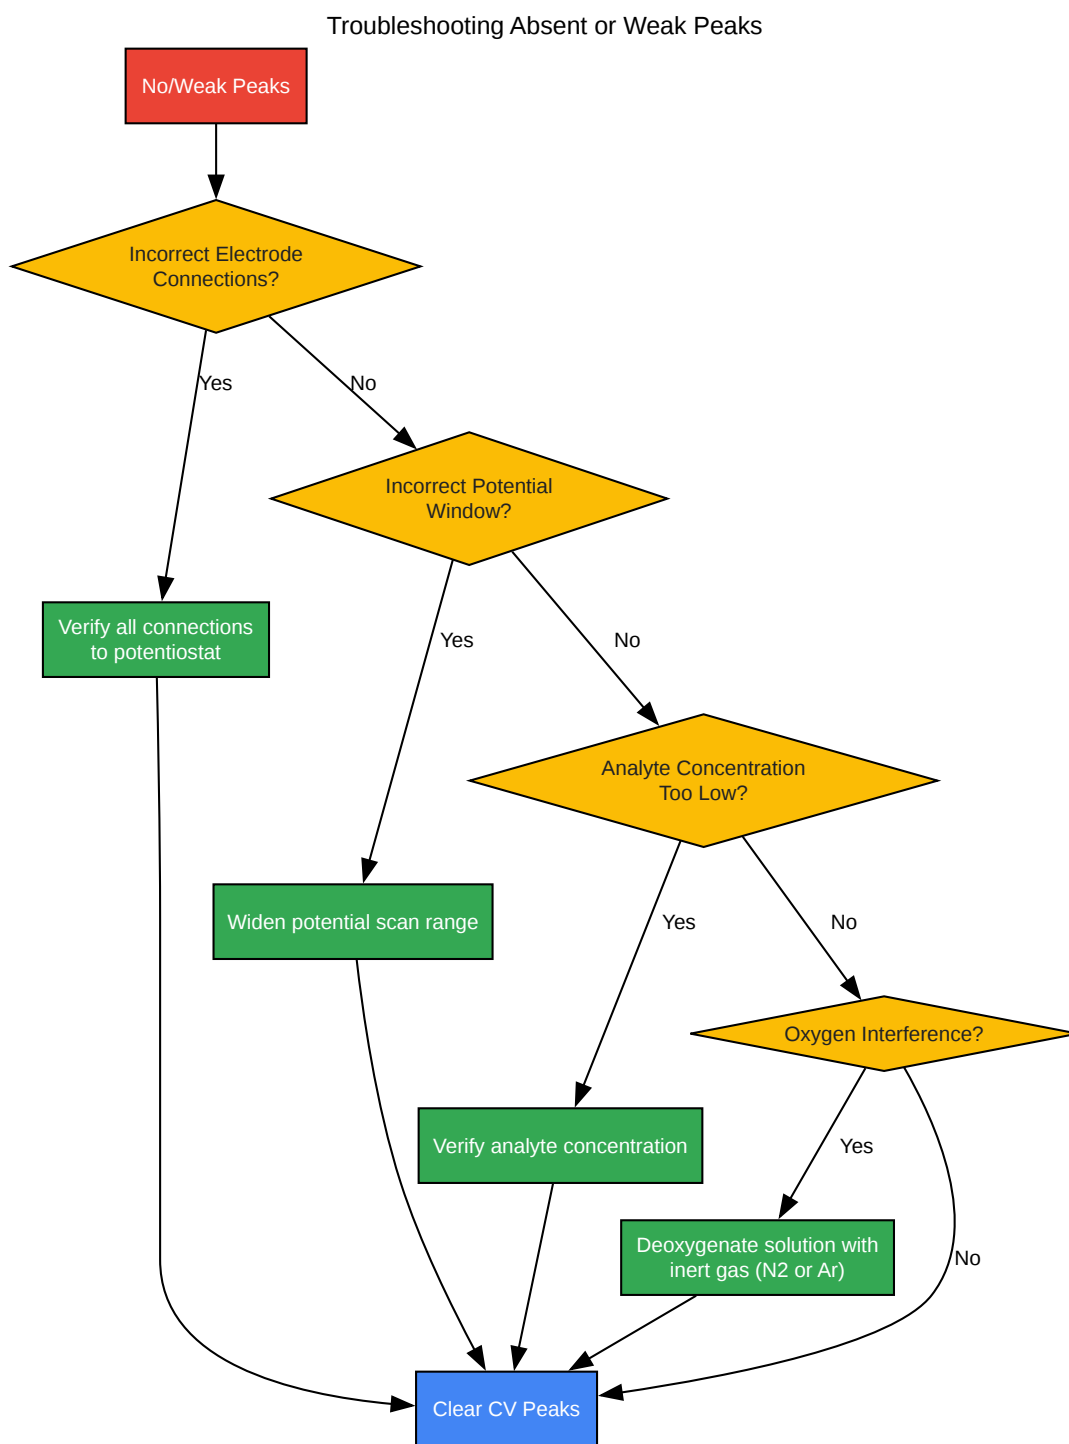 Troubleshooting Absent or Weak Peaks
No/Weak Peaks
Incorrect Electrode
Connections?
Yes
No
Incorrect Potential
Window?
Verify all connections
to potentiostat
Yes
No
Analyte Concentration
Too Low?
Widen potential scan range
Yes
No
Oxygen Interference?
Verify analyte concentration
Yes
Deoxygenate solution with
inert gas (N2 or Ar)
No
Clear CV Peaks